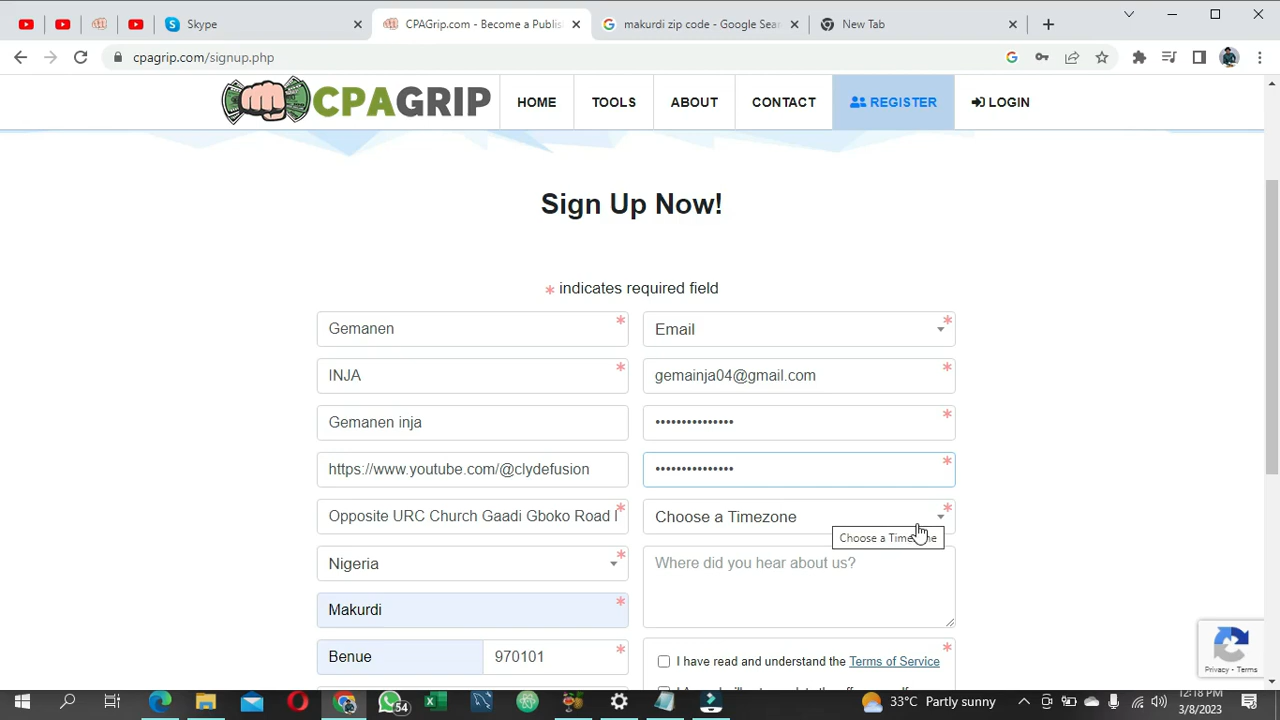 Skype
CPAGrip.com - Become a Publis
makurdi zip code - Google Sea
New Tab
cpagrip.com/signup.php
CPAGRIP
HOME
TOOLS
ABOUT
CONTACT
REGISTER
LOGIN
Sign Up Now!
* indicates required field
Gemanen *
Email *
INJA *
gemainja04@gmail.com *
Gemanen inja
•••••••••••••• *
https://www.youtube.com/@clydefusion
•••••••••••••• *
Opposite URC Church Gaadi Gboko Road *
Choose a Timezone *
Choose a Timezone
Nigeria *
Where did you hear about us?
Makurdi *
Benue
970101 *
I have read and understand the Terms of Service *
Privacy - Terms
54
33°C Partly sunny
12:18 PM
3/8/2023